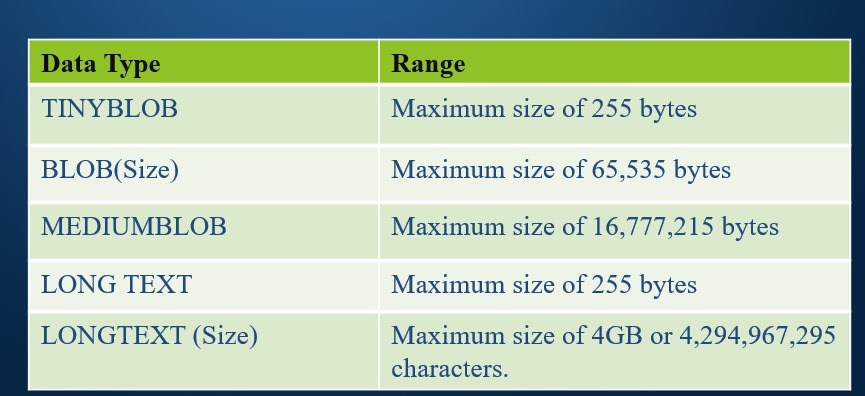 Data Type Range
TINYBLOB Maximum size of 255 bytes
BLOB(Size) Maximum size of 65,535 bytes
MEDIUMBLOB Maximum size of 16,777,215 bytes
LONG TEXT Maximum size of 255 bytes
LONGTEXT (Size) Maximum size of 4GB or 4,294,967,295
characters.